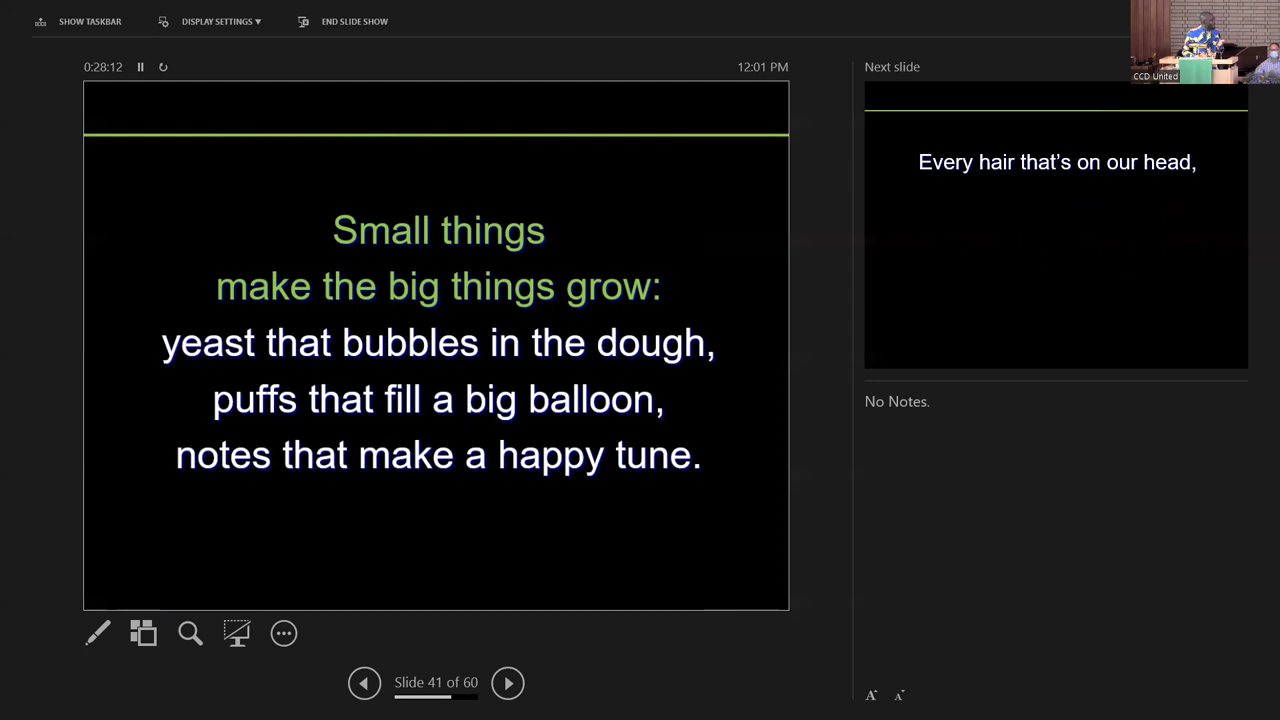 SHOW TASKBAR
DISPLAY SETTINGS ▼
END SLIDE SHOW
0:28:12
12:01 PM
Small things
make the big things grow:
yeast that bubbles in the dough,
puffs that fill a big balloon,
notes that make a happy tune.
Slide 41 of 60
CCD United
Next slide
Every hair that's on our head,
No Notes.
A A